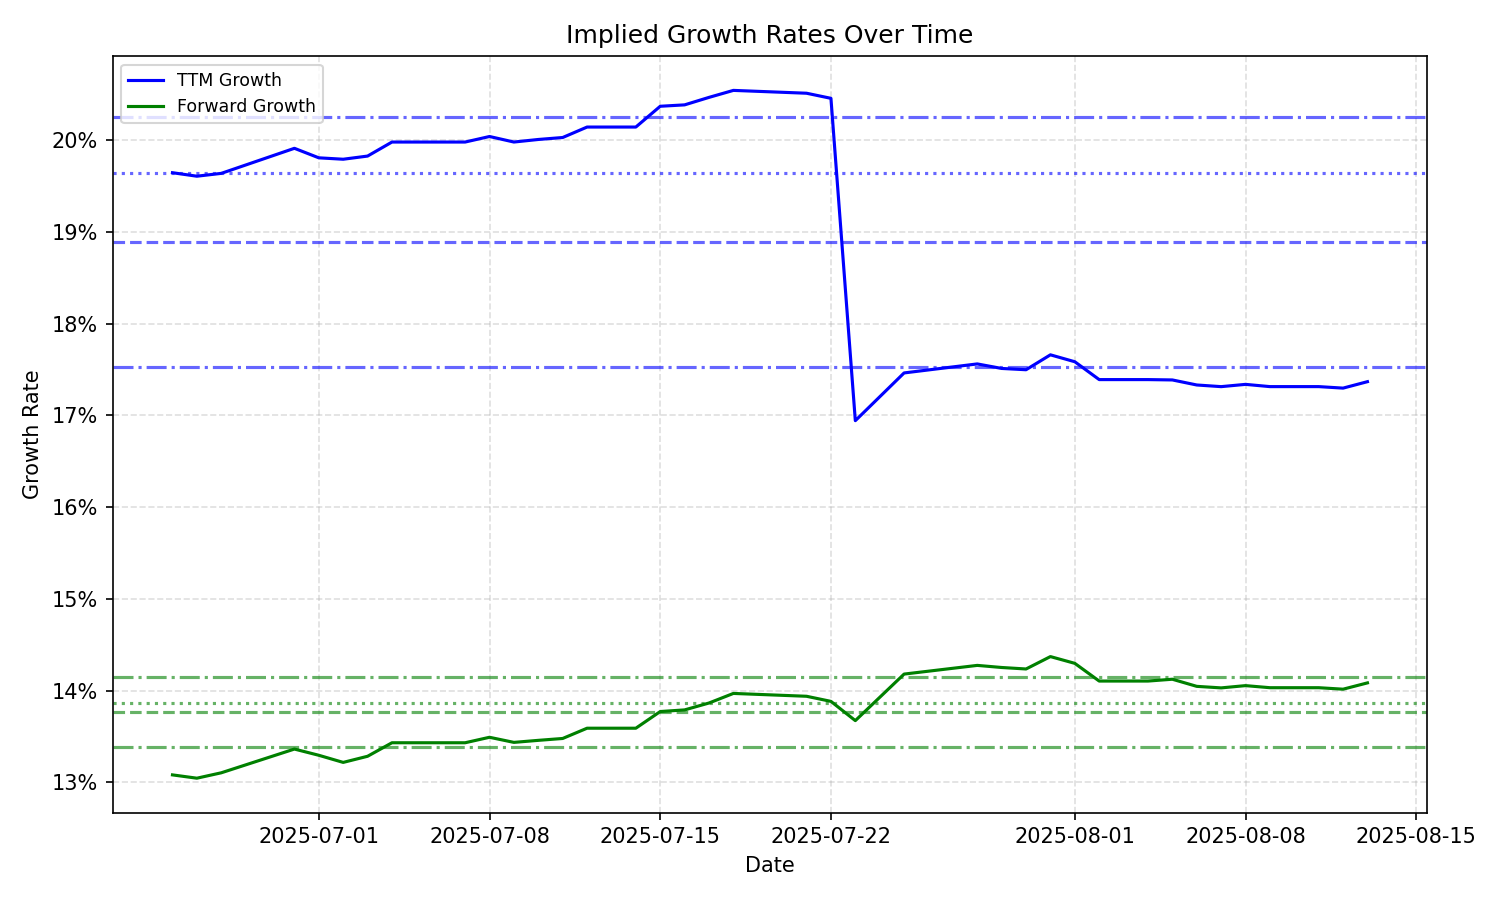 Implied Growth Rates Over Time
TTM Growth
Forward Growth
Growth Rate
20%
19%
18%
17%
16%
15%
14%
13%
2025-07-01 2025-07-08 2025-07-15 2025-07-22 2025-08-01 2025-08-08 2025-08-15
Date